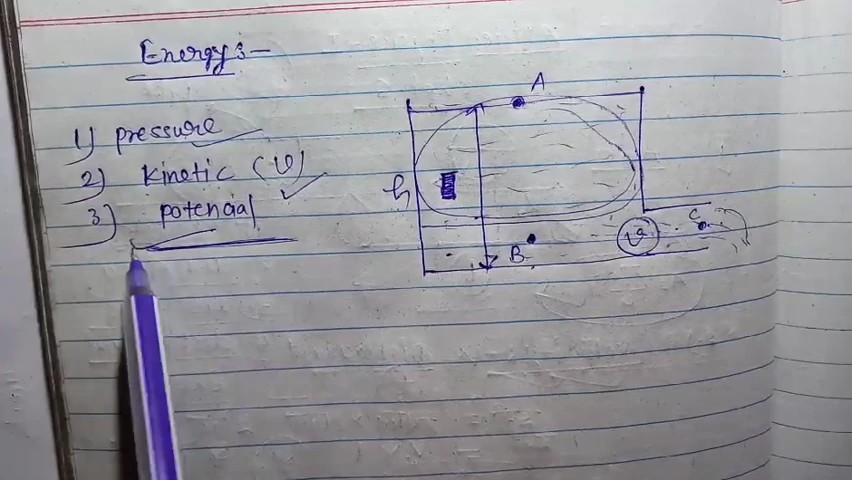 Energy :-
1) pressure
2) kinetic (v)
3) potencial
A
h
B
v
C